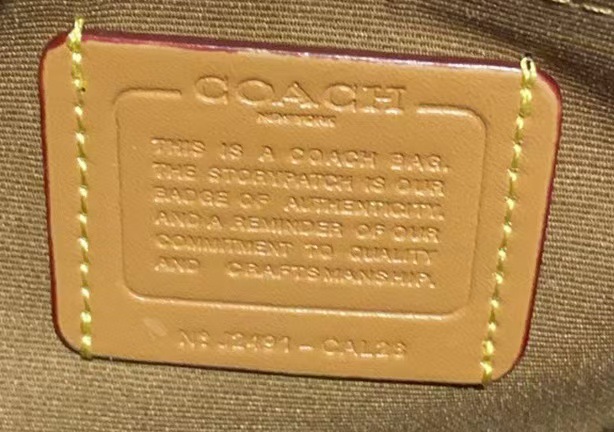 COACH
NEW YORK
THIS IS A COACH BAG.
THE STORYPATCH IS OUR
BADGE OF AUTHENTICITY,
AND A REMINDER OF OUR
COMMITMENT TO QUALITY
AND CRAFTSMANSHIP.
Nº J2491 - CAL26